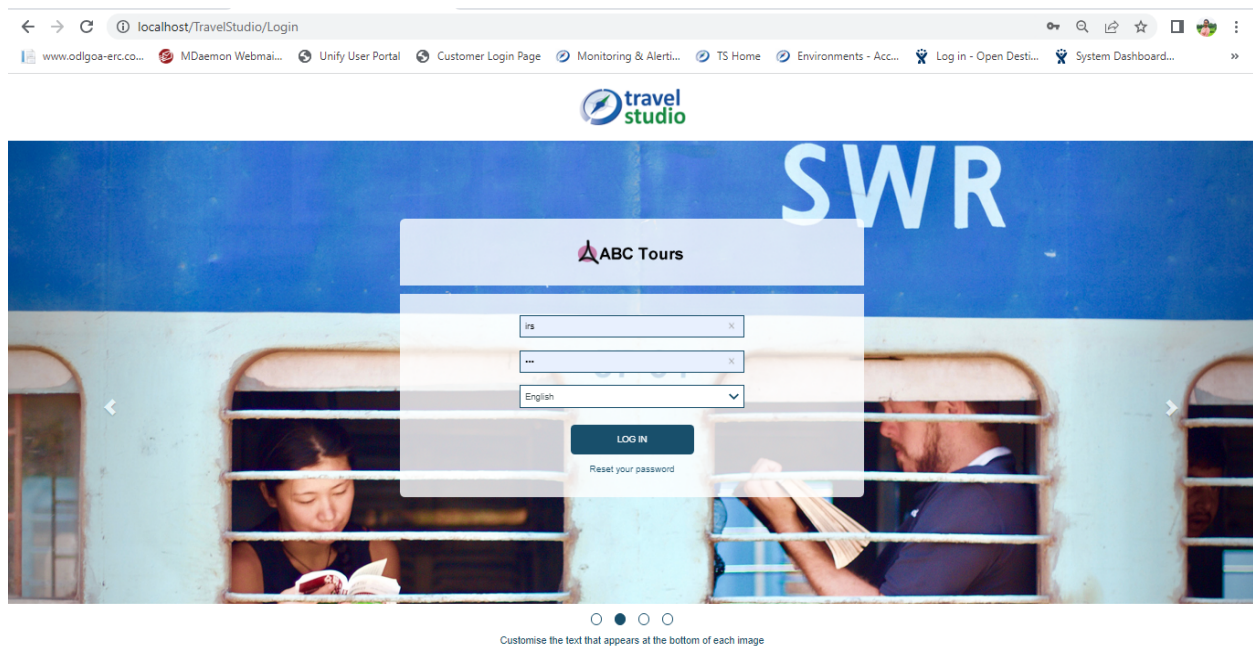 localhost/TravelStudio/Login
www.odlgoa-erc.co... MDaemon Webmai... Unify User Portal Customer Login Page Monitoring & Alerti... TS Home Environments - Acc... Log in - Open Desti... System Dashboard... »
travel
studio
SWR
ABC Tours
irs
English
LOG IN
Reset your password
Customise the text that appears at the bottom of each image